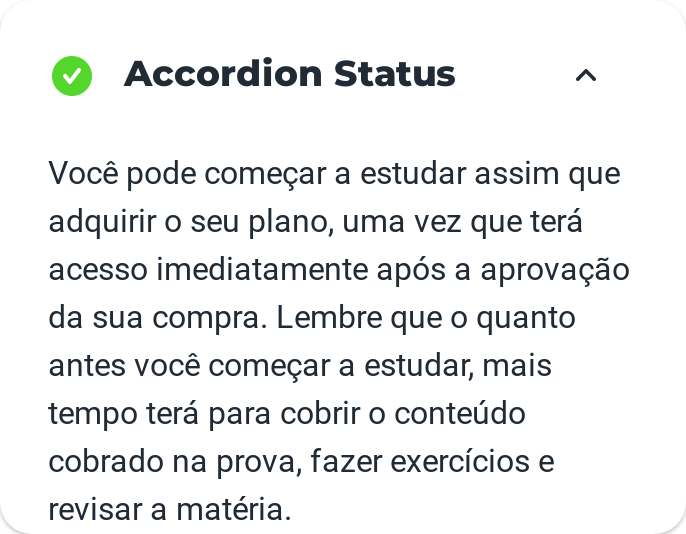 Accordion Status
Você pode começar a estudar assim que
adquirir o seu plano, uma vez que terá
acesso imediatamente após a aprovação
da sua compra. Lembre que o quanto
antes você começar a estudar, mais
tempo terá para cobrir o conteúdo
cobrado na prova, fazer exercícios e
revisar a matéria.